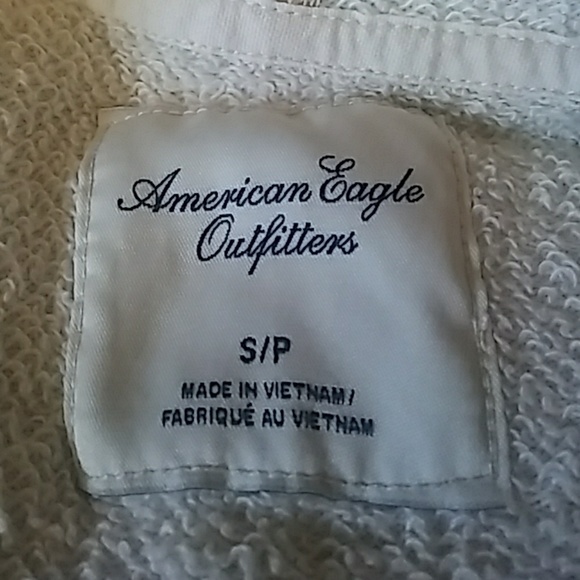 American Eagle
Outfitters
S/P
MADE IN VIETNAM/
FABRIQUÉ AU VIETNAM